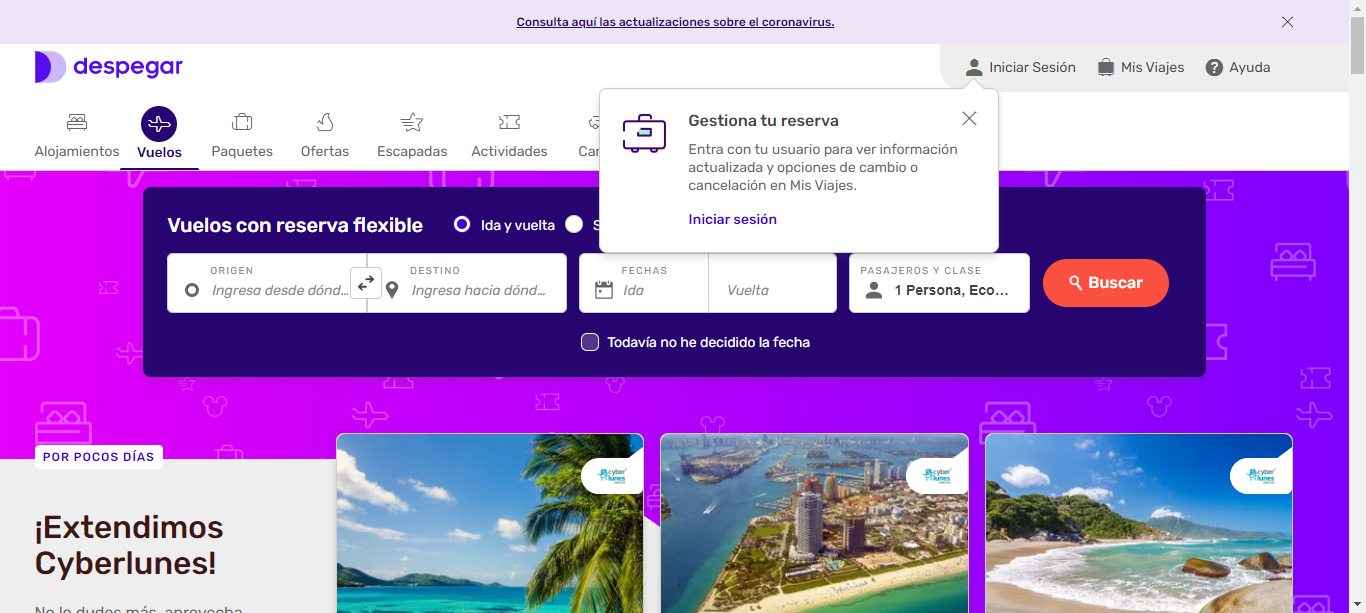 Consulta aquí las actualizaciones sobre el coronavirus.
despegar
Iniciar Sesión
Mis Viajes
Ayuda
Alojamientos
Vuelos
Paquetes
Ofertas
Escapadas
Actividades
Gestiona tu reserva
Entra con tu usuario para ver información
actualizada y opciones de cambio o
cancelación en Mis Viajes.
Iniciar sesión
Vuelos con reserva flexible
Ida y vuelta
ORIGEN
Ingresa desde dónd...
DESTINO
Ingresa hacia dónd...
FECHAS
Ida
Vuelta
PASAJEROS Y CLASE
1 Persona, Eco...
Buscar
Todavía no he decidido la fecha
POR POCOS DÍAS
¡Extendimos
Cyberlunes!
No lo dudes más, aprovecha
cyber
lunes
cyber
lunes
cyber
lunes